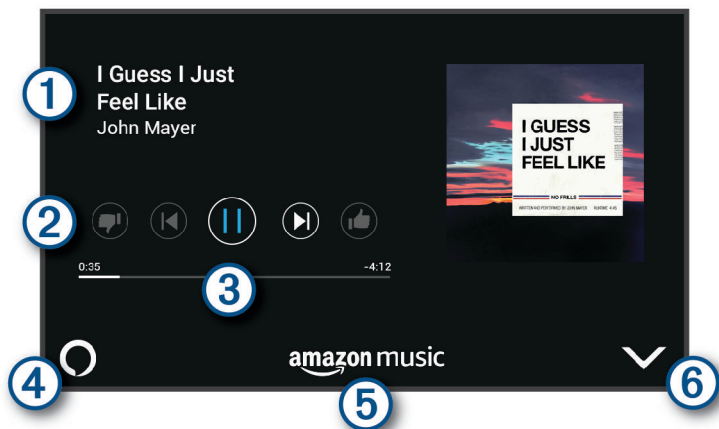 1
I Guess I Just
Feel Like
John Mayer
I GUESS
I JUST
FEEL LIKE
NO FRILLS
WRITTEN AND PERFORMED BY JOHN MAYER RUNTIME 4:45
2
0:35
-4:12
3
4
amazon music
5
6